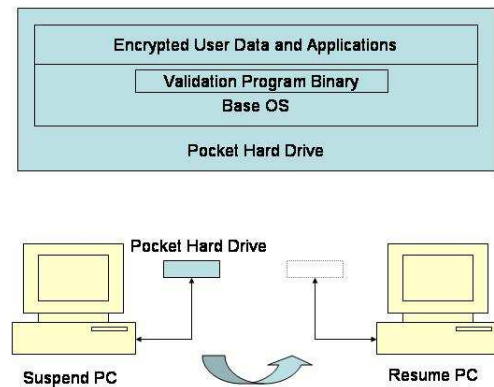 Encrypted User Data and Applications
Validation Program Binary
Base OS
Pocket Hard Drive
Pocket Hard Drive
Suspend PC
Resume PC